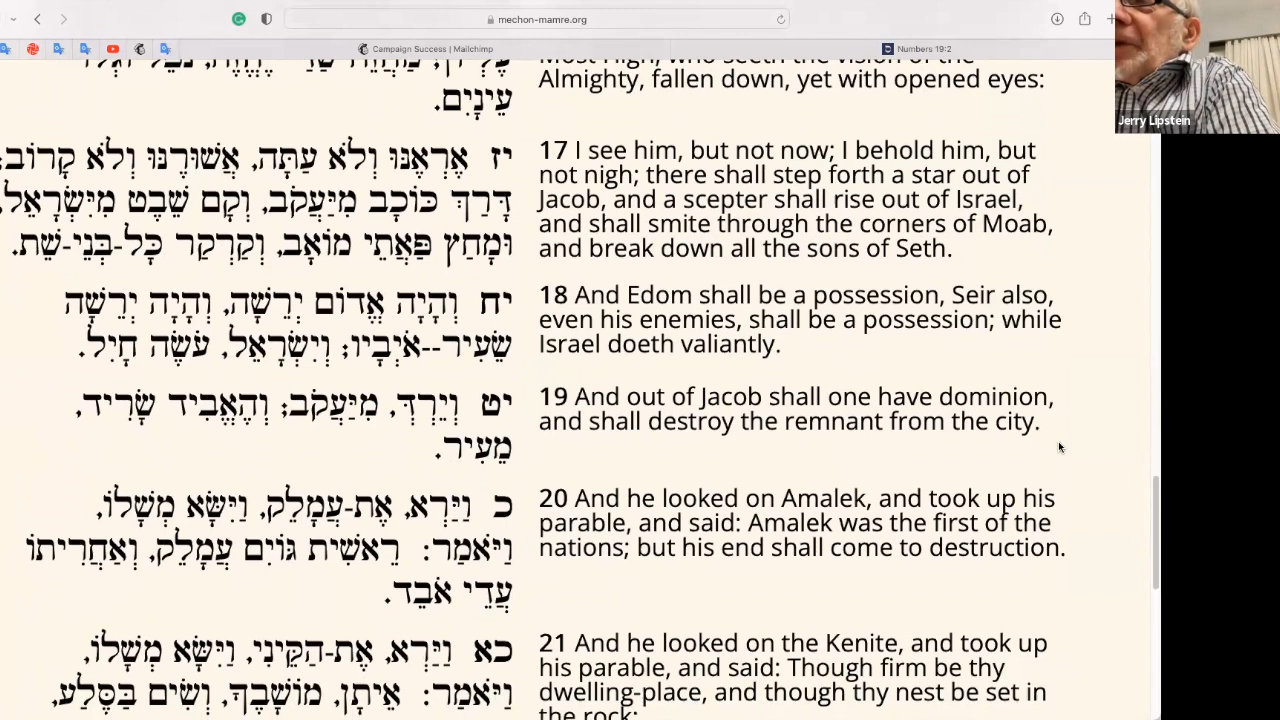 mechon-mamre.org
Campaign Success | Mailchimp
Numbers 19:2
Jerry Lipstein
עֵינָיִם.
Most High, who seeth the vision of the
Almighty, fallen down, yet with opened eyes:
יז אֶרְאֶנּוּ וְלֹא עַתָּה, אֲשׁוּרֶנּוּ וְלֹא קָרוֹב;
דָּרַךְ כּוֹכָב מִיַּעֲקֹב, וְקָם שֵׁבֶט מִיִּשְׂרָאֵל,
וּמָחַץ פַּאֲתֵי מוֹאָב, וְקַרְקַר כָּל-בְּנֵי-שֵׁת.
17 I see him, but not now; I behold him, but
not nigh; there shall step forth a star out of
Jacob, and a scepter shall rise out of Israel,
and shall smite through the corners of Moab,
and break down all the sons of Seth.
יח וְהָיָה אֱדוֹם יְרֵשָׁה, וְהָיָה יְרֵשָׁה
שֵׂעִיר--אֹיְבָיו; וְיִשְׂרָאֵל, עֹשֶׂה חָיִל.
18 And Edom shall be a possession, Seir also,
even his enemies, shall be a possession; while
Israel doeth valiantly.
יט וְיֵרְדְּ, מִיַּעֲקֹב; וְהֶאֱבִיד שָׂרִיד,
מֵעִיר.
19 And out of Jacob shall one have dominion,
and shall destroy the remnant from the city.
כ וַיַּרְא, אֶת-עֲמָלֵק, וַיִּשָּׂא מְשָׁלוֹ,
וַיֹּאמַר: רֵאשִׁית גּוֹיִם עֲמָלֵק, וְאַחֲרִיתוֹ
עֲדֵי אֹבֵד.
20 And he looked on Amalek, and took up his
parable, and said: Amalek was the first of the
nations; but his end shall come to destruction.
כא וַיַּרְא, אֶת-הַקֵּינִי, וַיִּשָּׂא מְשָׁלוֹ,
וַיֹּאמַר: אֵיתָן, מוֹשָׁבֶךָ, וְשִׂים בַּסֶּלַע,
21 And he looked on the Kenite, and took up
his parable, and said: Though firm be thy
dwelling-place, and though thy nest be set in
the rock;